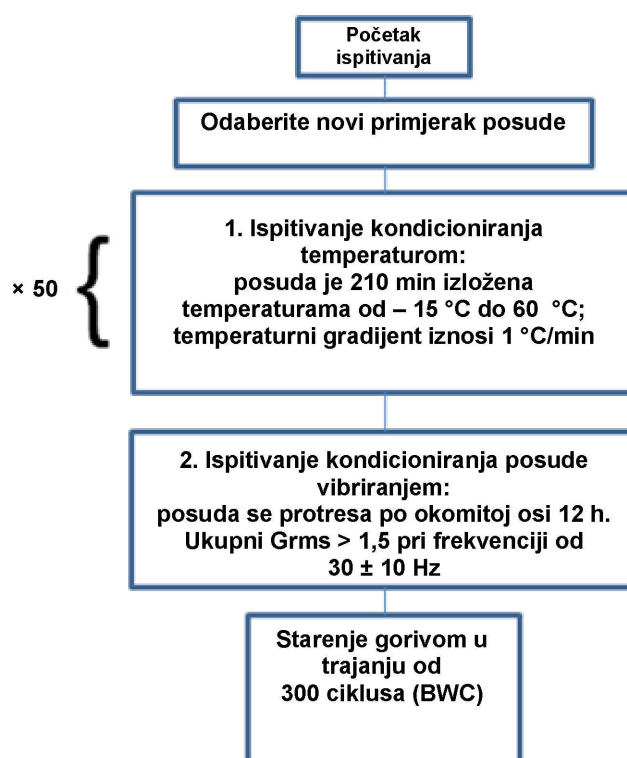 Početak
ispitivanja
Odaberite novi primjerak posude
× 50
1. Ispitivanje kondicioniranja
temperaturom:
posuda je 210 min izložena
temperaturama od – 15 °C do 60 °C;
temperaturni gradijent iznosi 1 °C/min
2. Ispitivanje kondicioniranja posude
vibriranjem:
posuda se protresa po okomitoj osi 12 h.
Ukupni Grms > 1,5 pri frekvenciji od
30 ± 10 Hz
Starenje gorivom u
trajanju od
300 ciklusa (BWC)